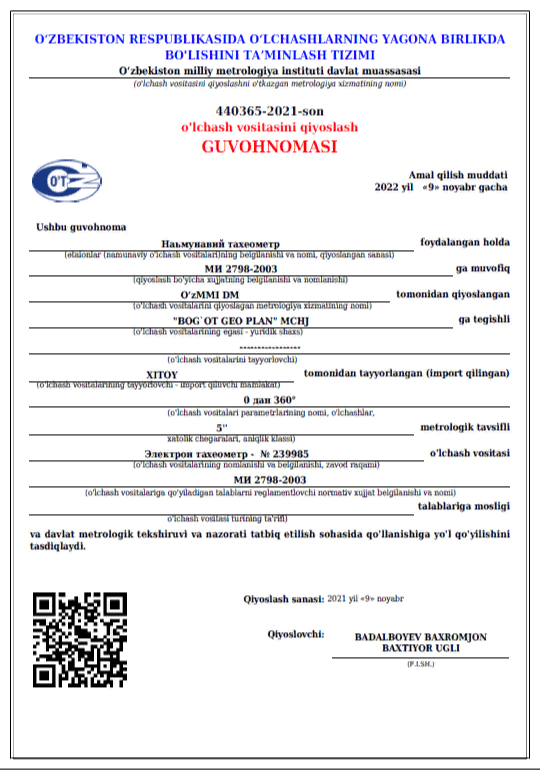 O‘ZBEKISTON RESPUBLIKASIDA O‘LCHASHLARNING YAGONA BIRLIKDA
BO'LISHINI TA’MINLASH TIZIMI
O‘zbekiston milliy metrologiya instituti davlat muassasasi
(o'lchash vositasini qiyoslashni o'tkazgan metrologiya xizmatining nomi)
440365-2021-son
o'lchash vositasini qiyoslash
GUVOHNOMASI
O'T
Amal qilish muddati
2022 yil «9» noyabr gacha
Ushbu guvohnoma
Наьмунавий тахеометр foydalangan holda
(etalonlar (namunaviy o'lchash vositalari)ning belgilanishi va nomi, qiyoslangan sanasi)
МИ 2798-2003 ga muvofiq
(qiyoslash bo'yicha xujjatning belgilanishi va nomlanishi)
O‘zMMI DM tomonidan qiyoslangan
(o'lchash vositalarini qiyoslagan metrologiya xizmatining nomi)
"BOG`OT GEO PLAN" MCHJ ga tegishli
(o'lchash vositalarining egasi - yuridik shaxs)
----------------
(o'lchash vositalarini tayyorlovchi)
XITOY tomonidan tayyorlangan (import qilingan)
(o'lchash vositalarining tayyorlovchi - import qiluvchi mamlakat)
0 дан 360°
(o'lchash vositalari parametrlarining nomi, o'lchashlar,
5" metrologik tavsifli
xatolik chegaralari, aniqlik klassi)
Электрон тахеометр - № 239985 o'lchash vositasi
(o'lchash vositalarining nomlanishi va belgilanishi, zavod raqami)
МИ 2798-2003
(o'lchash vositalariga qo'yiladigan talablarni reglamentlovchi normativ xujjat belgilanishi va nomi)
talablariga mosligi
o'lchash vositasi turining ta'rifi)
va davlat metrologik tekshiruvi va nazorati tatbiq etilish sohasida qo'llanishiga yo'l qo'yilishini
tasdiqlaydi.
Qiyoslash sanasi: 2021 yil «9» noyabr
Qiyoslovchi: BADALBOYEV BAXROMJON
BAXTIYOR UGLI
(F.I.SH.)